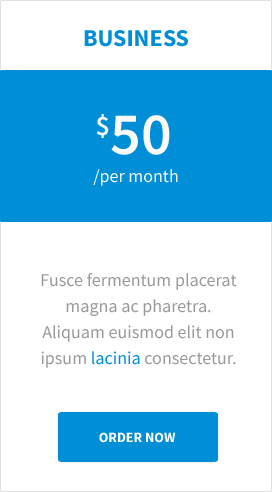 BUSINESS
$50
/per month
Fusce fermentum placerat
magna ac pharetra.
Aliquam euismod elit non
ipsum lacinia consectetur.
ORDER NOW